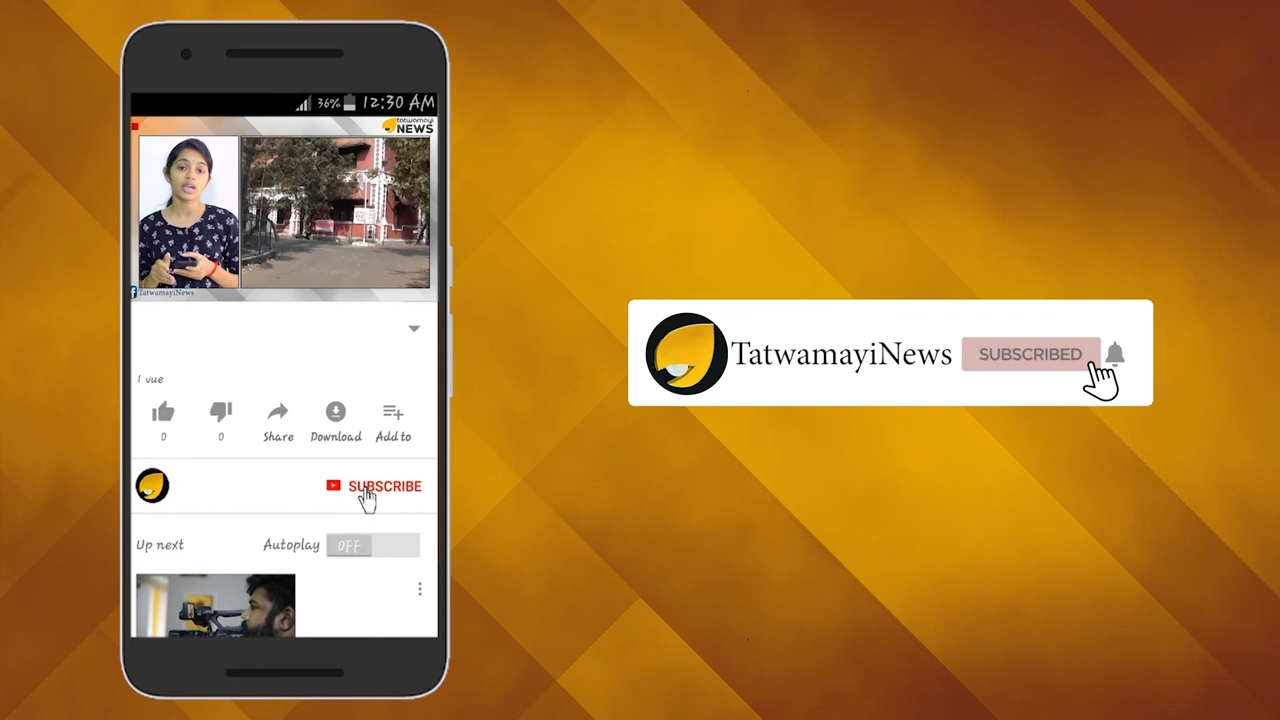 36% 12:30 AM
tatwamayi
NEWS
TatwamayiNews
1 vue
0 0 Share Download Add to
SUBSCRIBE
Up next Autoplay OFF
TatwamayiNews SUBSCRIBED